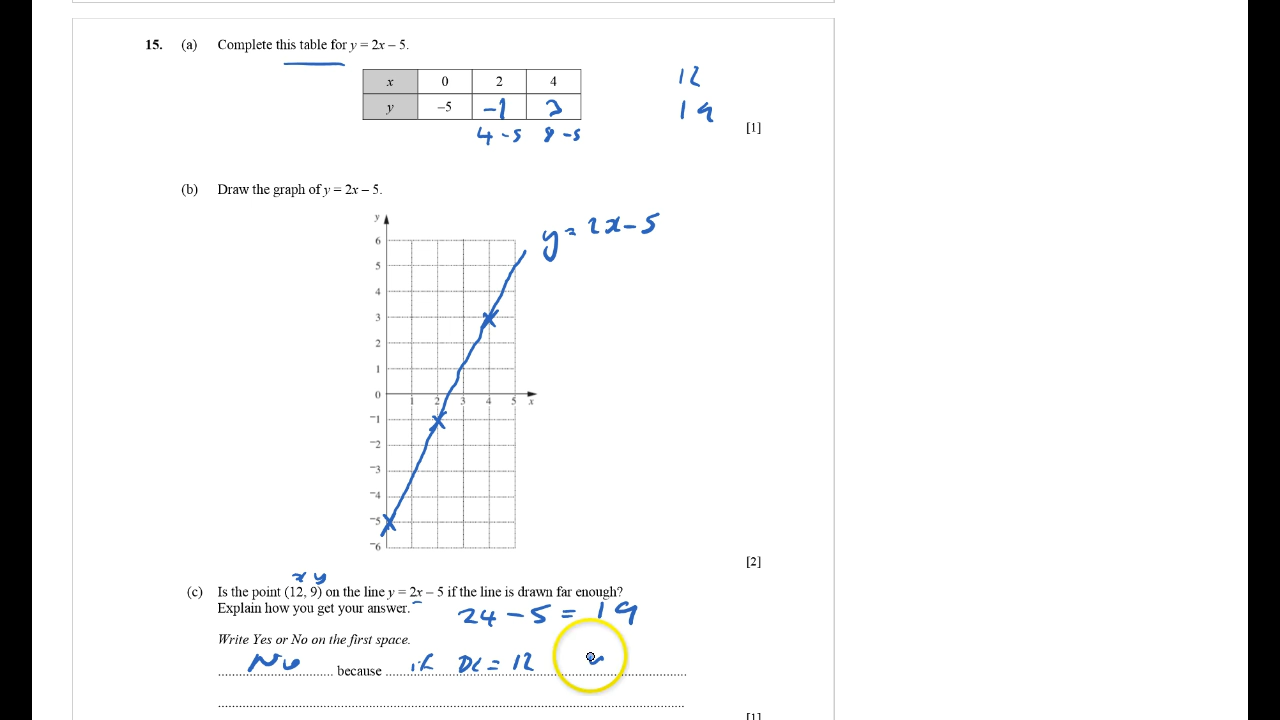 15. (a) Complete this table for y = 2x – 5.
x 0 2 4 12
y –5 -1 3 19
4-5 8-5
[1]
(b) Draw the graph of y = 2x – 5.
y
y = 2x-5
6
5
4
3
2
1
0 1 2 3 4 5 x
–1
–2
–3
–4
–5
–6
[2]
x y
(c) Is the point (12, 9) on the line y = 2x – 5 if the line is drawn far enough?
Explain how you get your answer.
24 - 5 = 19
Write Yes or No on the first space.
No because if x = 12
[1]